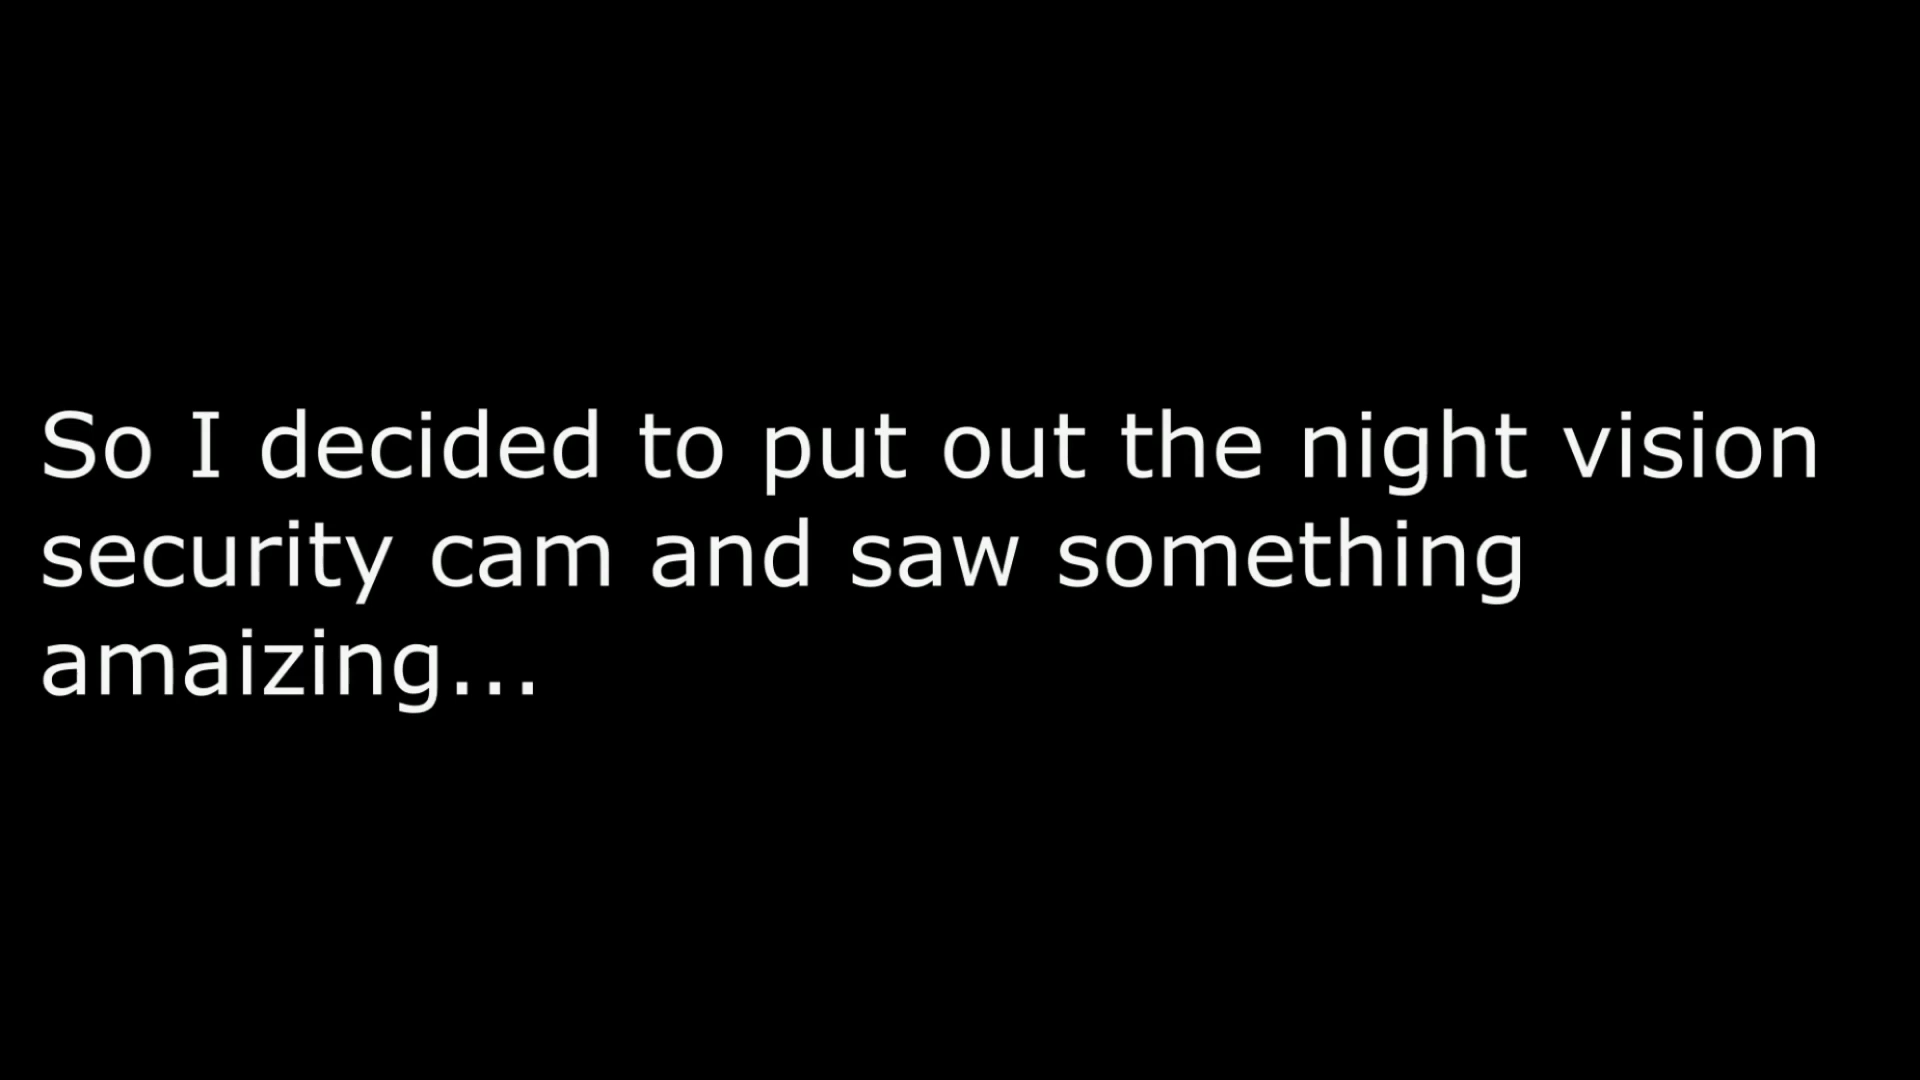 So I decided to put out the night vision
security cam and saw something
amaizing...